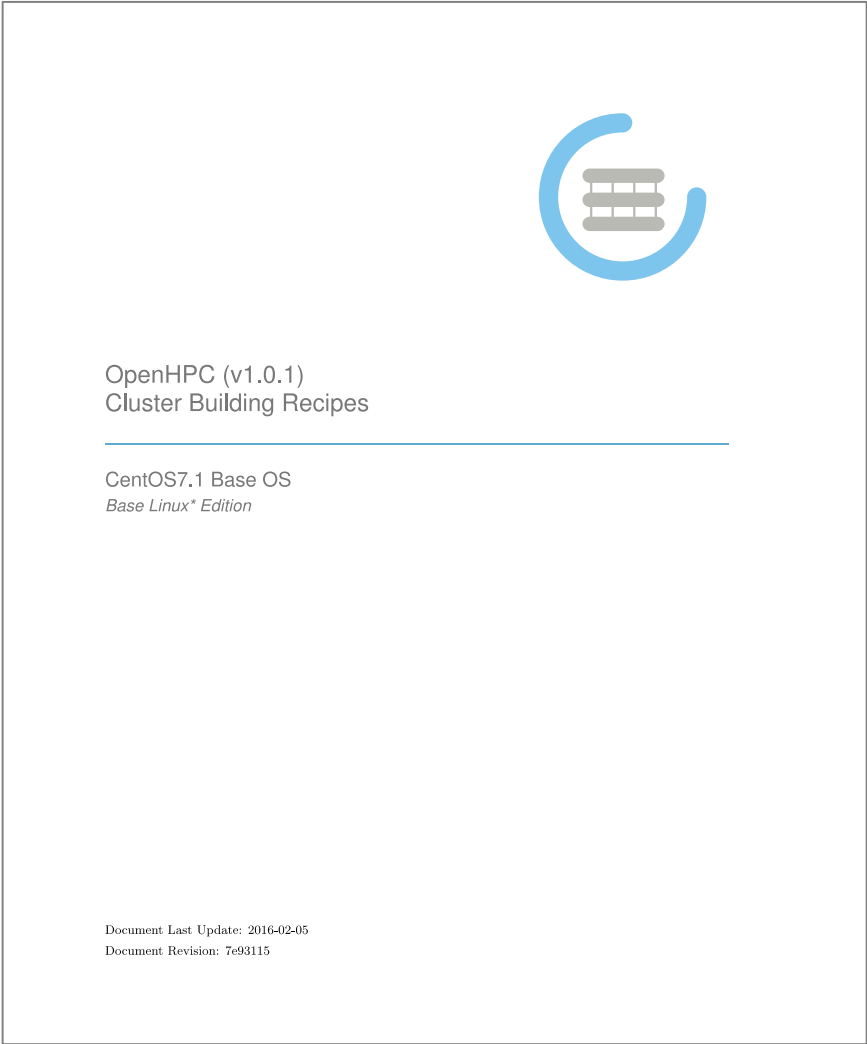 OpenHPC (v1.0.1)
Cluster Building Recipes
CentOS7.1 Base OS
Base Linux* Edition
Document Last Update: 2016-02-05
Document Revision: 7e93115